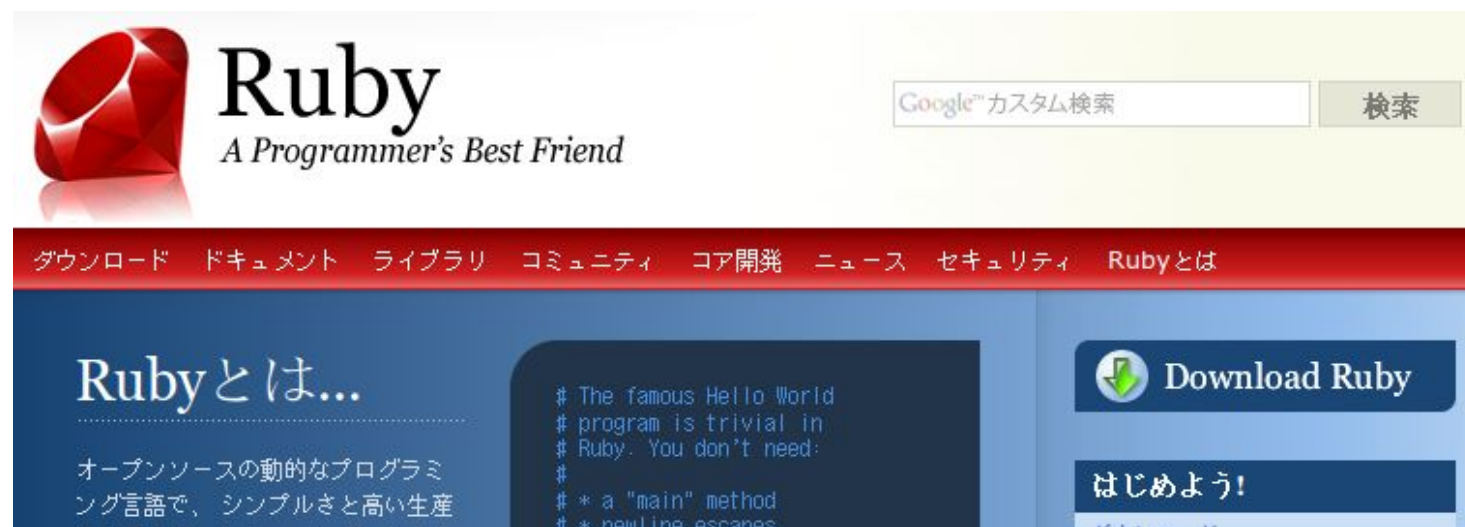 Ruby
A Programmer's Best Friend
Google™カスタム検索
検索
ダウンロード ドキュメント ライブラリ コミュニティ コア開発 ニュース セキュリティ Rubyとは
Rubyとは...
オープンソースの動的なプログラミ
ング言語で、 シンプルさと高い生産
# The famous Hello World
# program is trivial in
# Ruby. You don't need:
#
# * a "main" method
# * newline escapes
Download Ruby
はじめよう!